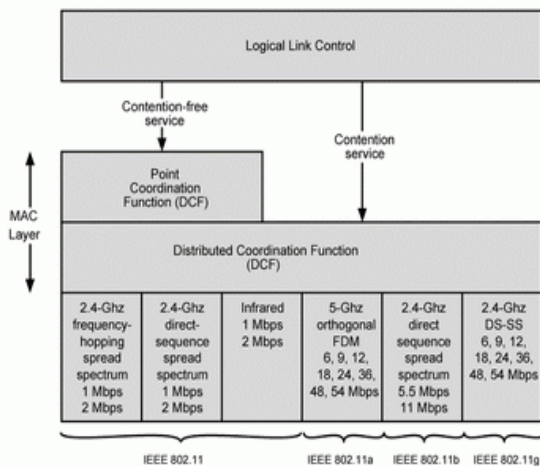 Logical Link Control
Contention-free
service
Contention
service
Point
Coordination
Function (DCF)
MAC
Layer
Distributed Coordination Function
(DCF)
2.4-Ghz
frequency-
hopping
spread
spectrum
1 Mbps
2 Mbps
2.4-Ghz
direct-
sequence
spread
spectrum
1 Mbps
2 Mbps
Infrared
1 Mbps
2 Mbps
5-Ghz
orthogonal
FDM
6, 9, 12,
18, 24, 36,
48, 54 Mbps
2.4-Ghz
direct
sequence
spread
spectrum
5.5 Mbps
11 Mbps
2.4-Ghz
DS-SS
6, 9, 12,
18, 24, 36,
48, 54 Mbps
IEEE 802.11
IEEE 802.11a
IEEE 802.11b
IEEE 802.11g